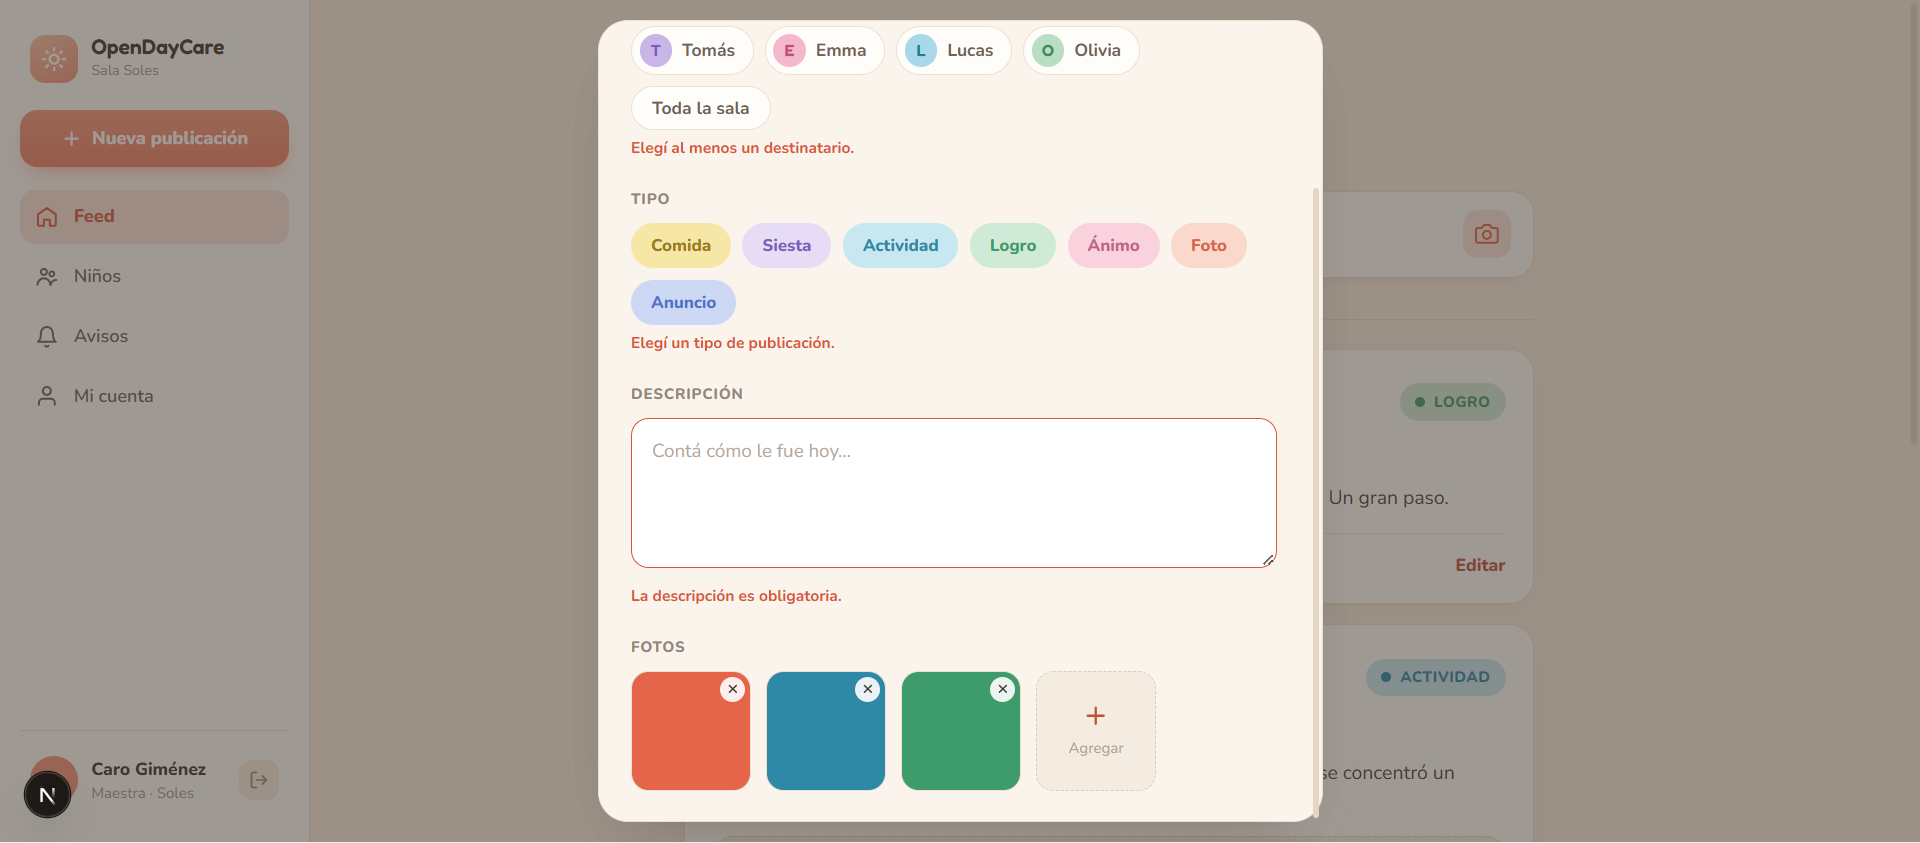 OpenDayCare
Sala Soles
Nueva publicación
Feed
Niños
Avisos
Mi cuenta
Caro Giménez
Maestra · Soles
N
T Tomás
E Emma
L Lucas
O Olivia
Toda la sala
Elegí al menos un destinatario.
TIPO
Comida
Siesta
Actividad
Logro
Ánimo
Foto
Anuncio
Elegí un tipo de publicación.
DESCRIPCIÓN
Contá cómo le fue hoy...
La descripción es obligatoria.
FOTOS
Agregar
LOGRO
Un gran paso.
Editar
ACTIVIDAD
se concentró un